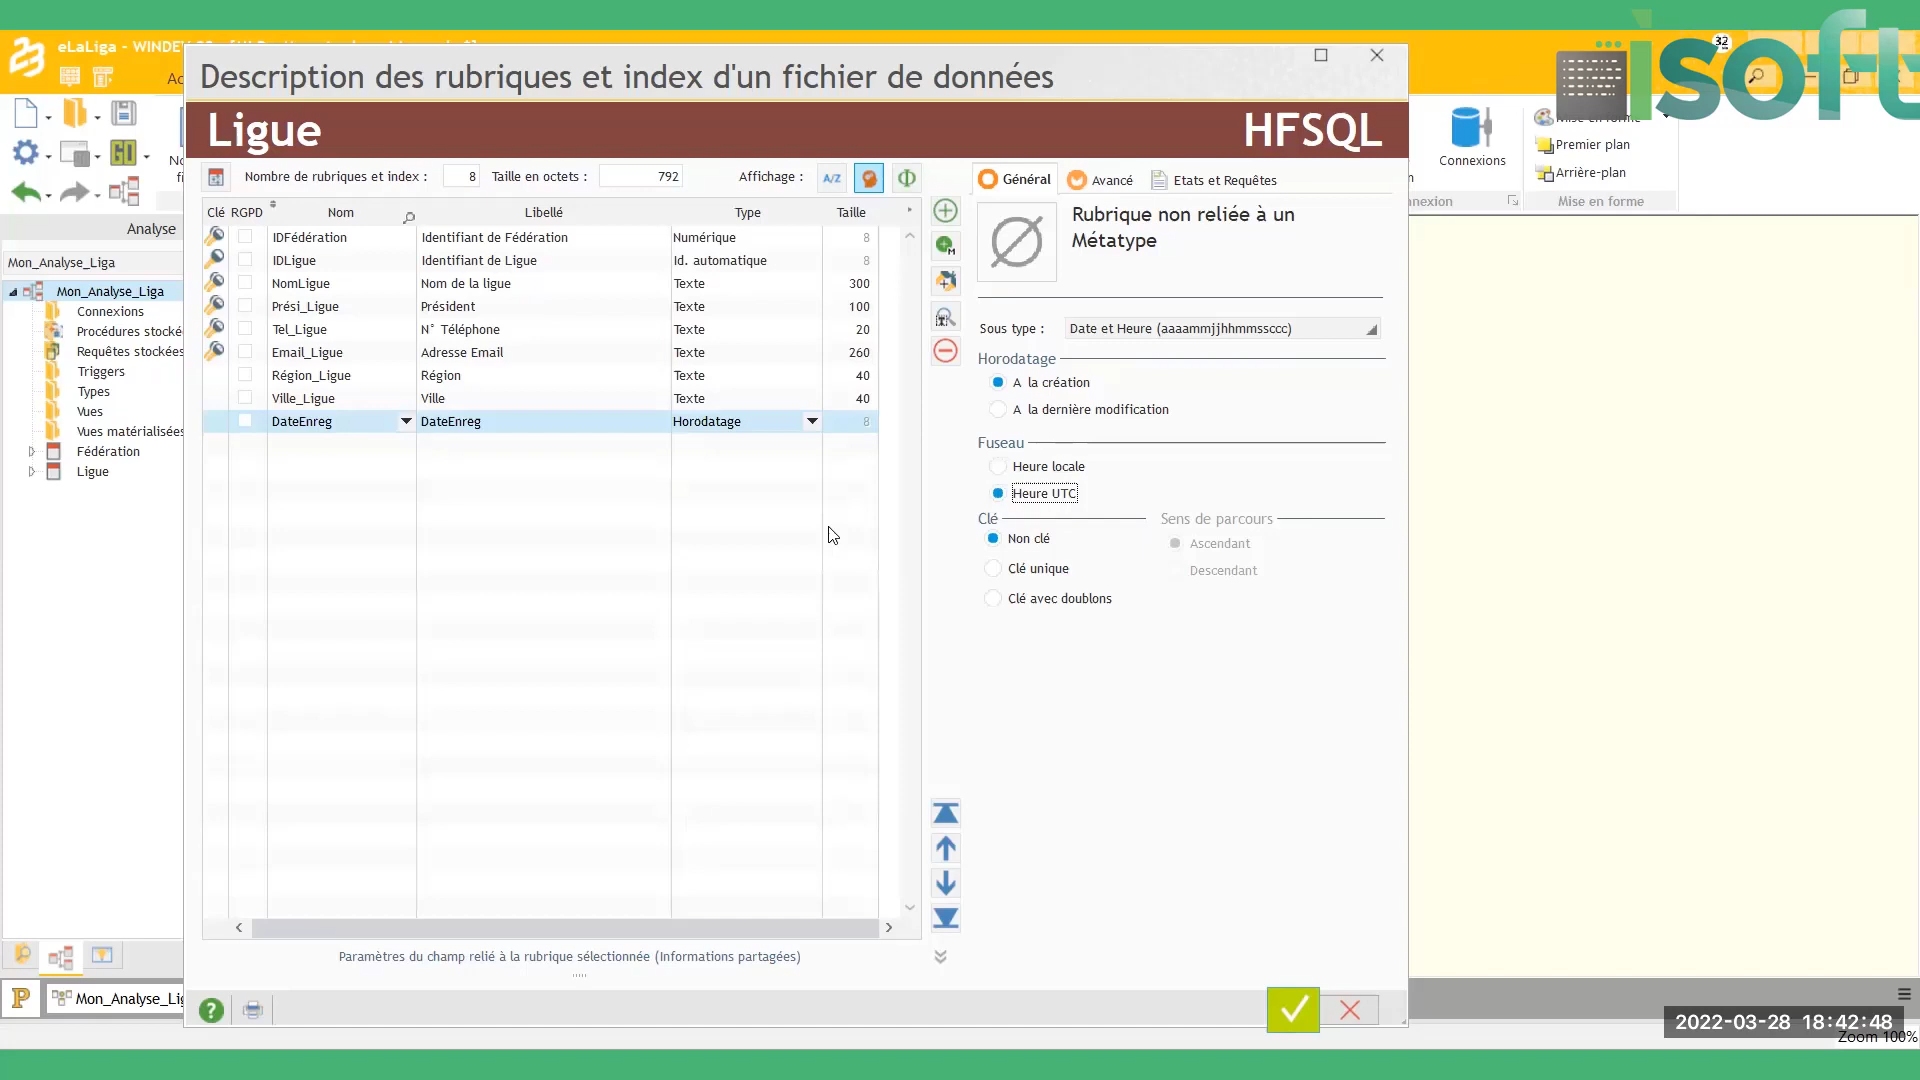 isoft
32
eLaLiga - WINDEV
Description des rubriques et index d'un fichier de données
Ligue
HFSQL
Nombre de rubriques et index : 8 Taille en octets : 792 Affichage : A/Z
Clé RGPD Nom Libellé Type Taille
IDFédération Identifiant de Fédération Numérique 8
IDLigue Identifiant de Ligue Id. automatique 8
NomLigue Nom de la ligue Texte 300
Prési_Ligue Président Texte 100
Tel_Ligue N° Téléphone Texte 20
Email_Ligue Adresse Email Texte 260
Région_Ligue Région Texte 40
Ville_Ligue Ville Texte 40
DateEnreg DateEnreg Horodatage 8
Paramètres du champ relié à la rubrique sélectionnée (Informations partagées)
Général Avancé Etats et Requêtes
Rubrique non reliée à un
Métatype
Sous type : Date et Heure (aaaammjjhhmmssccc)
Horodatage
A la création
A la dernière modification
Fuseau
Heure locale
Heure UTC
Clé Sens de parcours
Non clé Ascendant
Clé unique Descendant
Clé avec doublons
Analyse
Mon_Analyse_Liga
Mon_Analyse_Liga
Connexions
Procédures stocké
Requêtes stockées
Triggers
Types
Vues
Vues matérialisées
Fédération
Ligue
Mon_Analyse_Lig
Connexions
Mise en forme
Premier plan
Arrière-plan
nnexion Mise en forme
2022-03-28 18:42:48
Zoom 100%